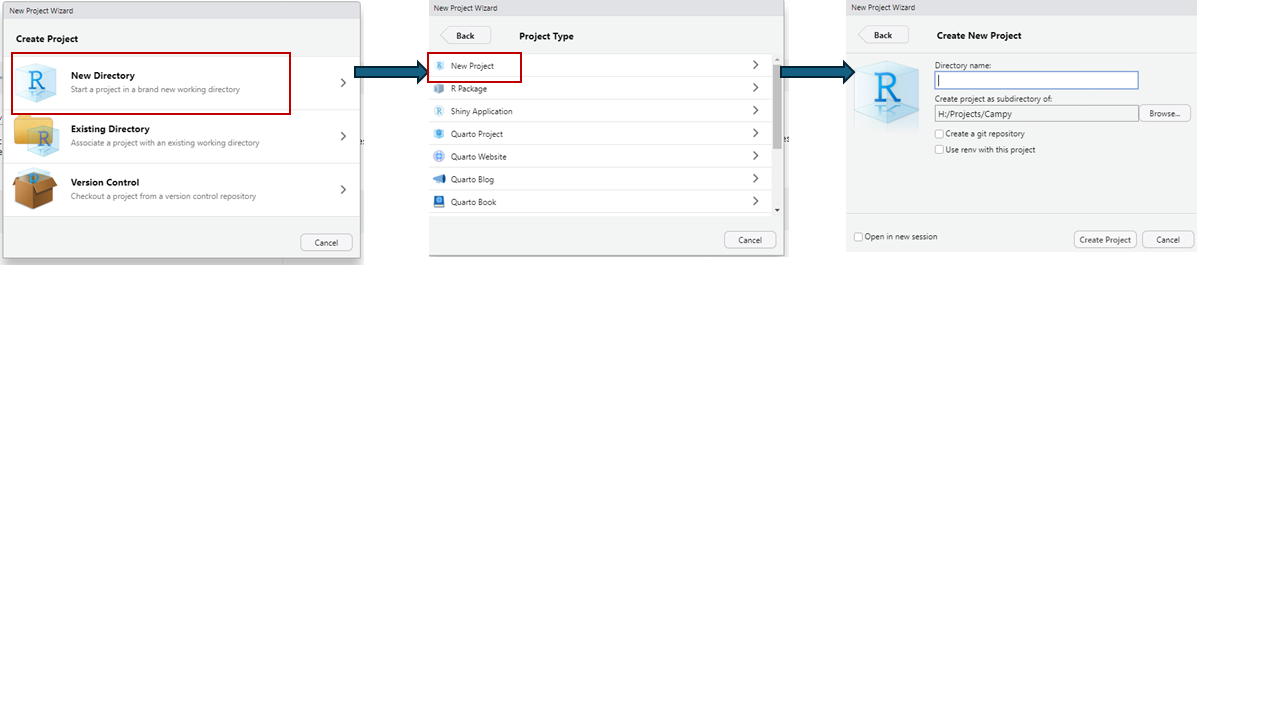 New Project Wizard
Create Project
New Directory
Start a project in a brand new working directory
Existing Directory
Associate a project with an existing working directory
Version Control
Checkout a project from a version control repository
Cancel
New Project Wizard
Back
Project Type
New Project
R Package
Shiny Application
Quarto Project
Quarto Website
Quarto Blog
Quarto Book
Cancel
New Project Wizard
Back
Create New Project
Directory name:
Create project as subdirectory of:
H:/Projects/Campy
Browse...
Create a git repository
Use renv with this project
Open in new session
Create Project
Cancel